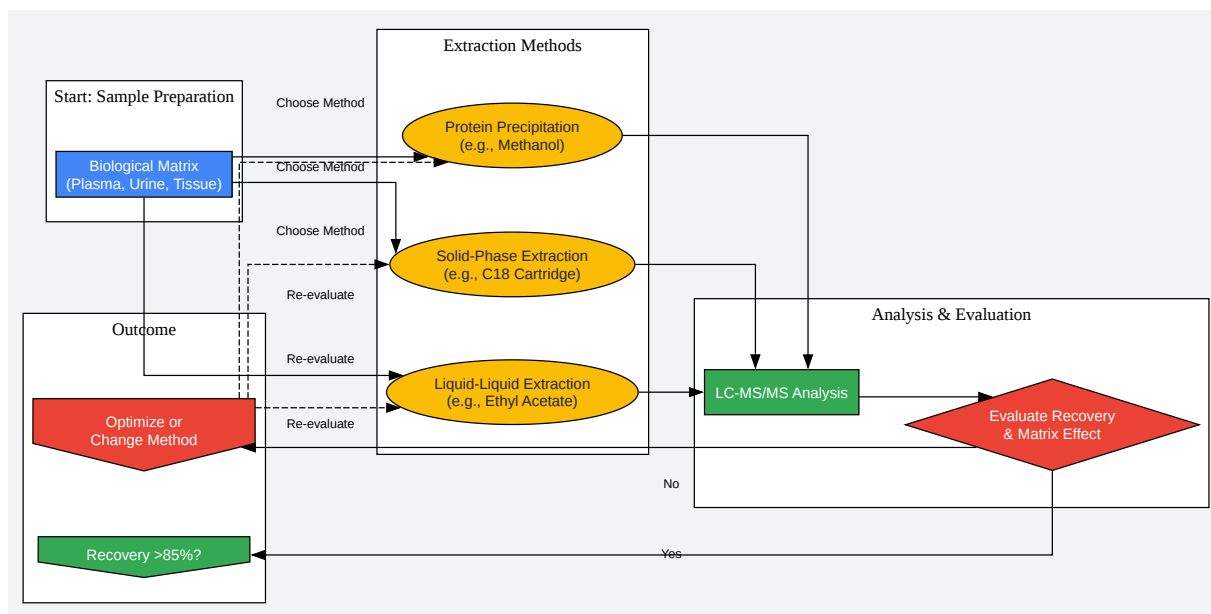 Extraction Methods
Start: Sample Preparation
Choose Method
Protein Precipitation
(e.g., Methanol)
Biological Matrix
(Plasma, Urine, Tissue)
Choose Method
Choose Method
Solid-Phase Extraction
(e.g., C18 Cartridge)
Re-evaluate
Analysis & Evaluation
Outcome
Re-evaluate
Liquid-Liquid Extraction
(e.g., Ethyl Acetate)
LC-MS/MS Analysis
Evaluate Recovery
& Matrix Effect
Optimize or
Change Method
Re-evaluate
No
Recovery >85%?
Yes